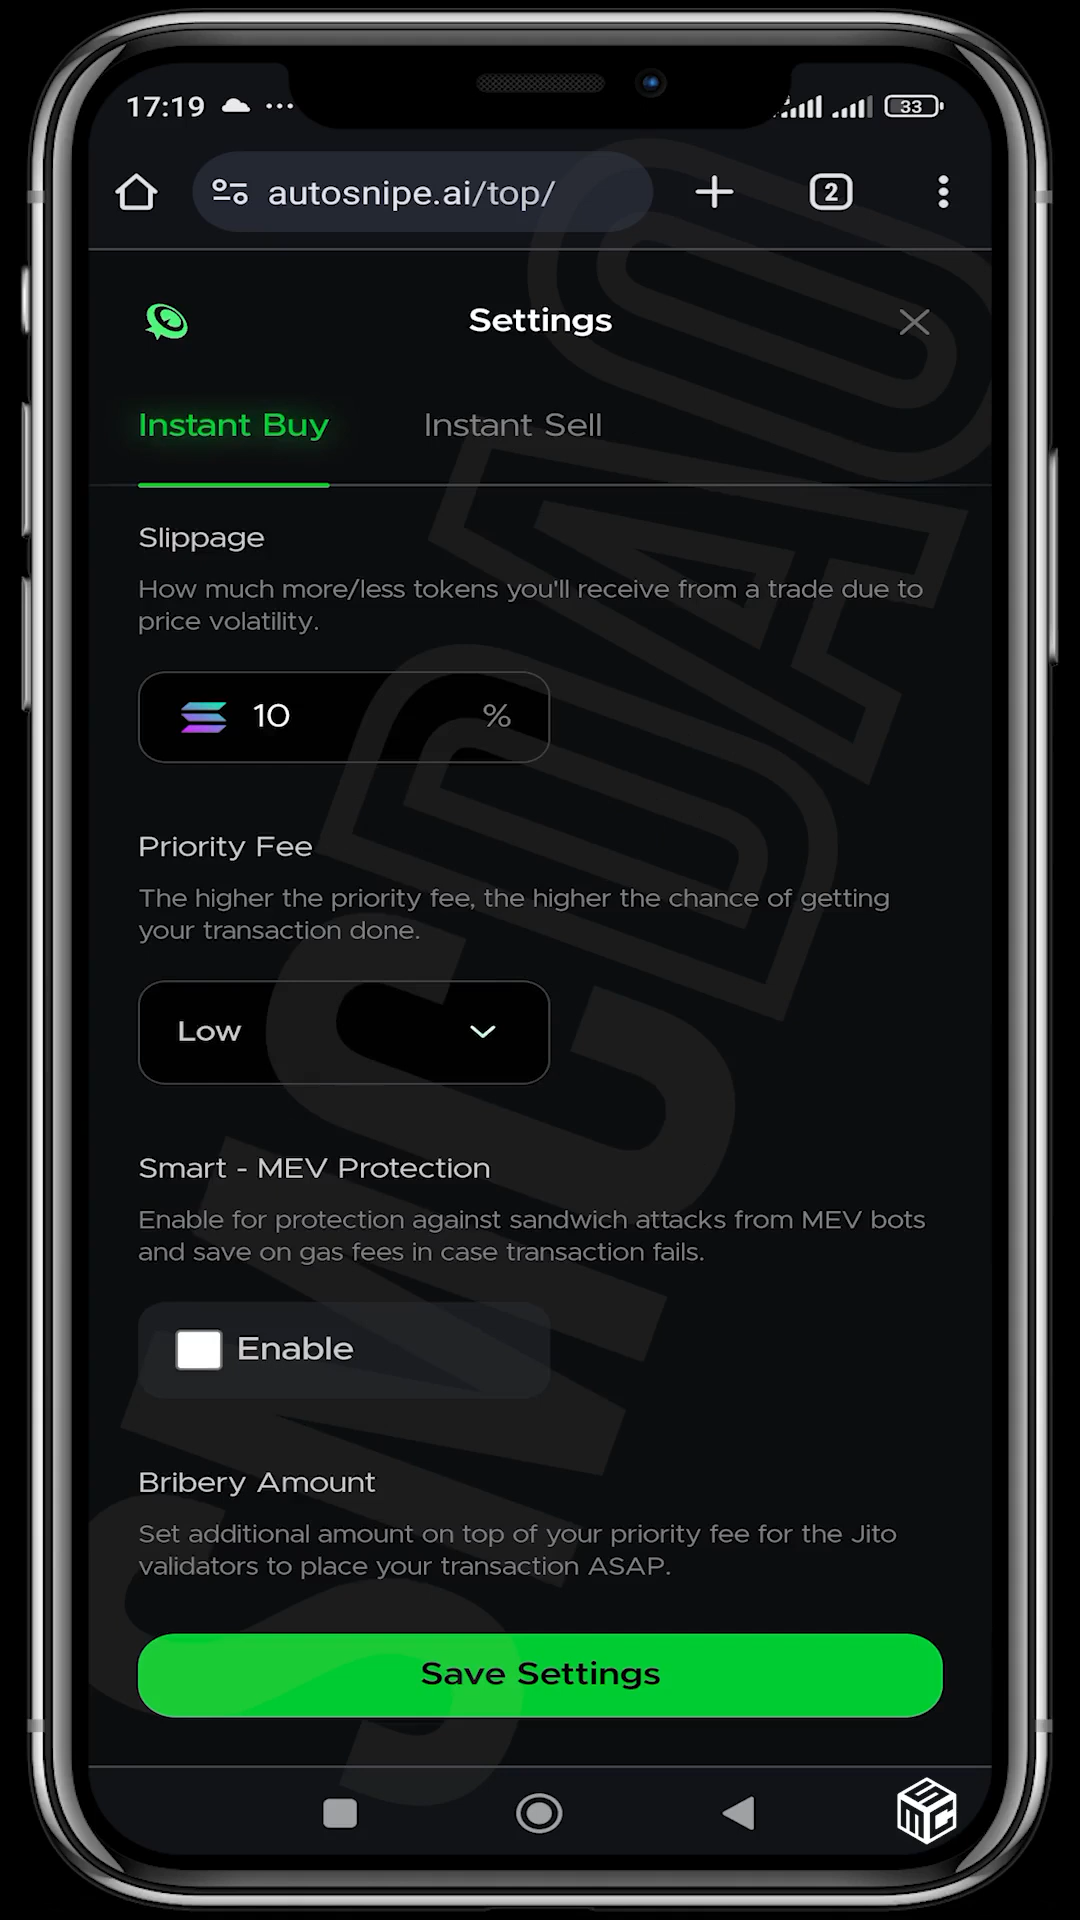 17:19
33
autosnipe.ai/top/
2
Settings
Instant Buy
Instant Sell
Slippage
How much more/less tokens you'll receive from a trade due to
price volatility.
10 %
Priority Fee
The higher the priority fee, the higher the chance of getting
your transaction done.
Low
Smart - MEV Protection
Enable for protection against sandwich attacks from MEV bots
and save on gas fees in case transaction fails.
Enable
Bribery Amount
Set additional amount on top of your priority fee for the Jito
validators to place your transaction ASAP.
Save Settings
SMCDAO
SMC